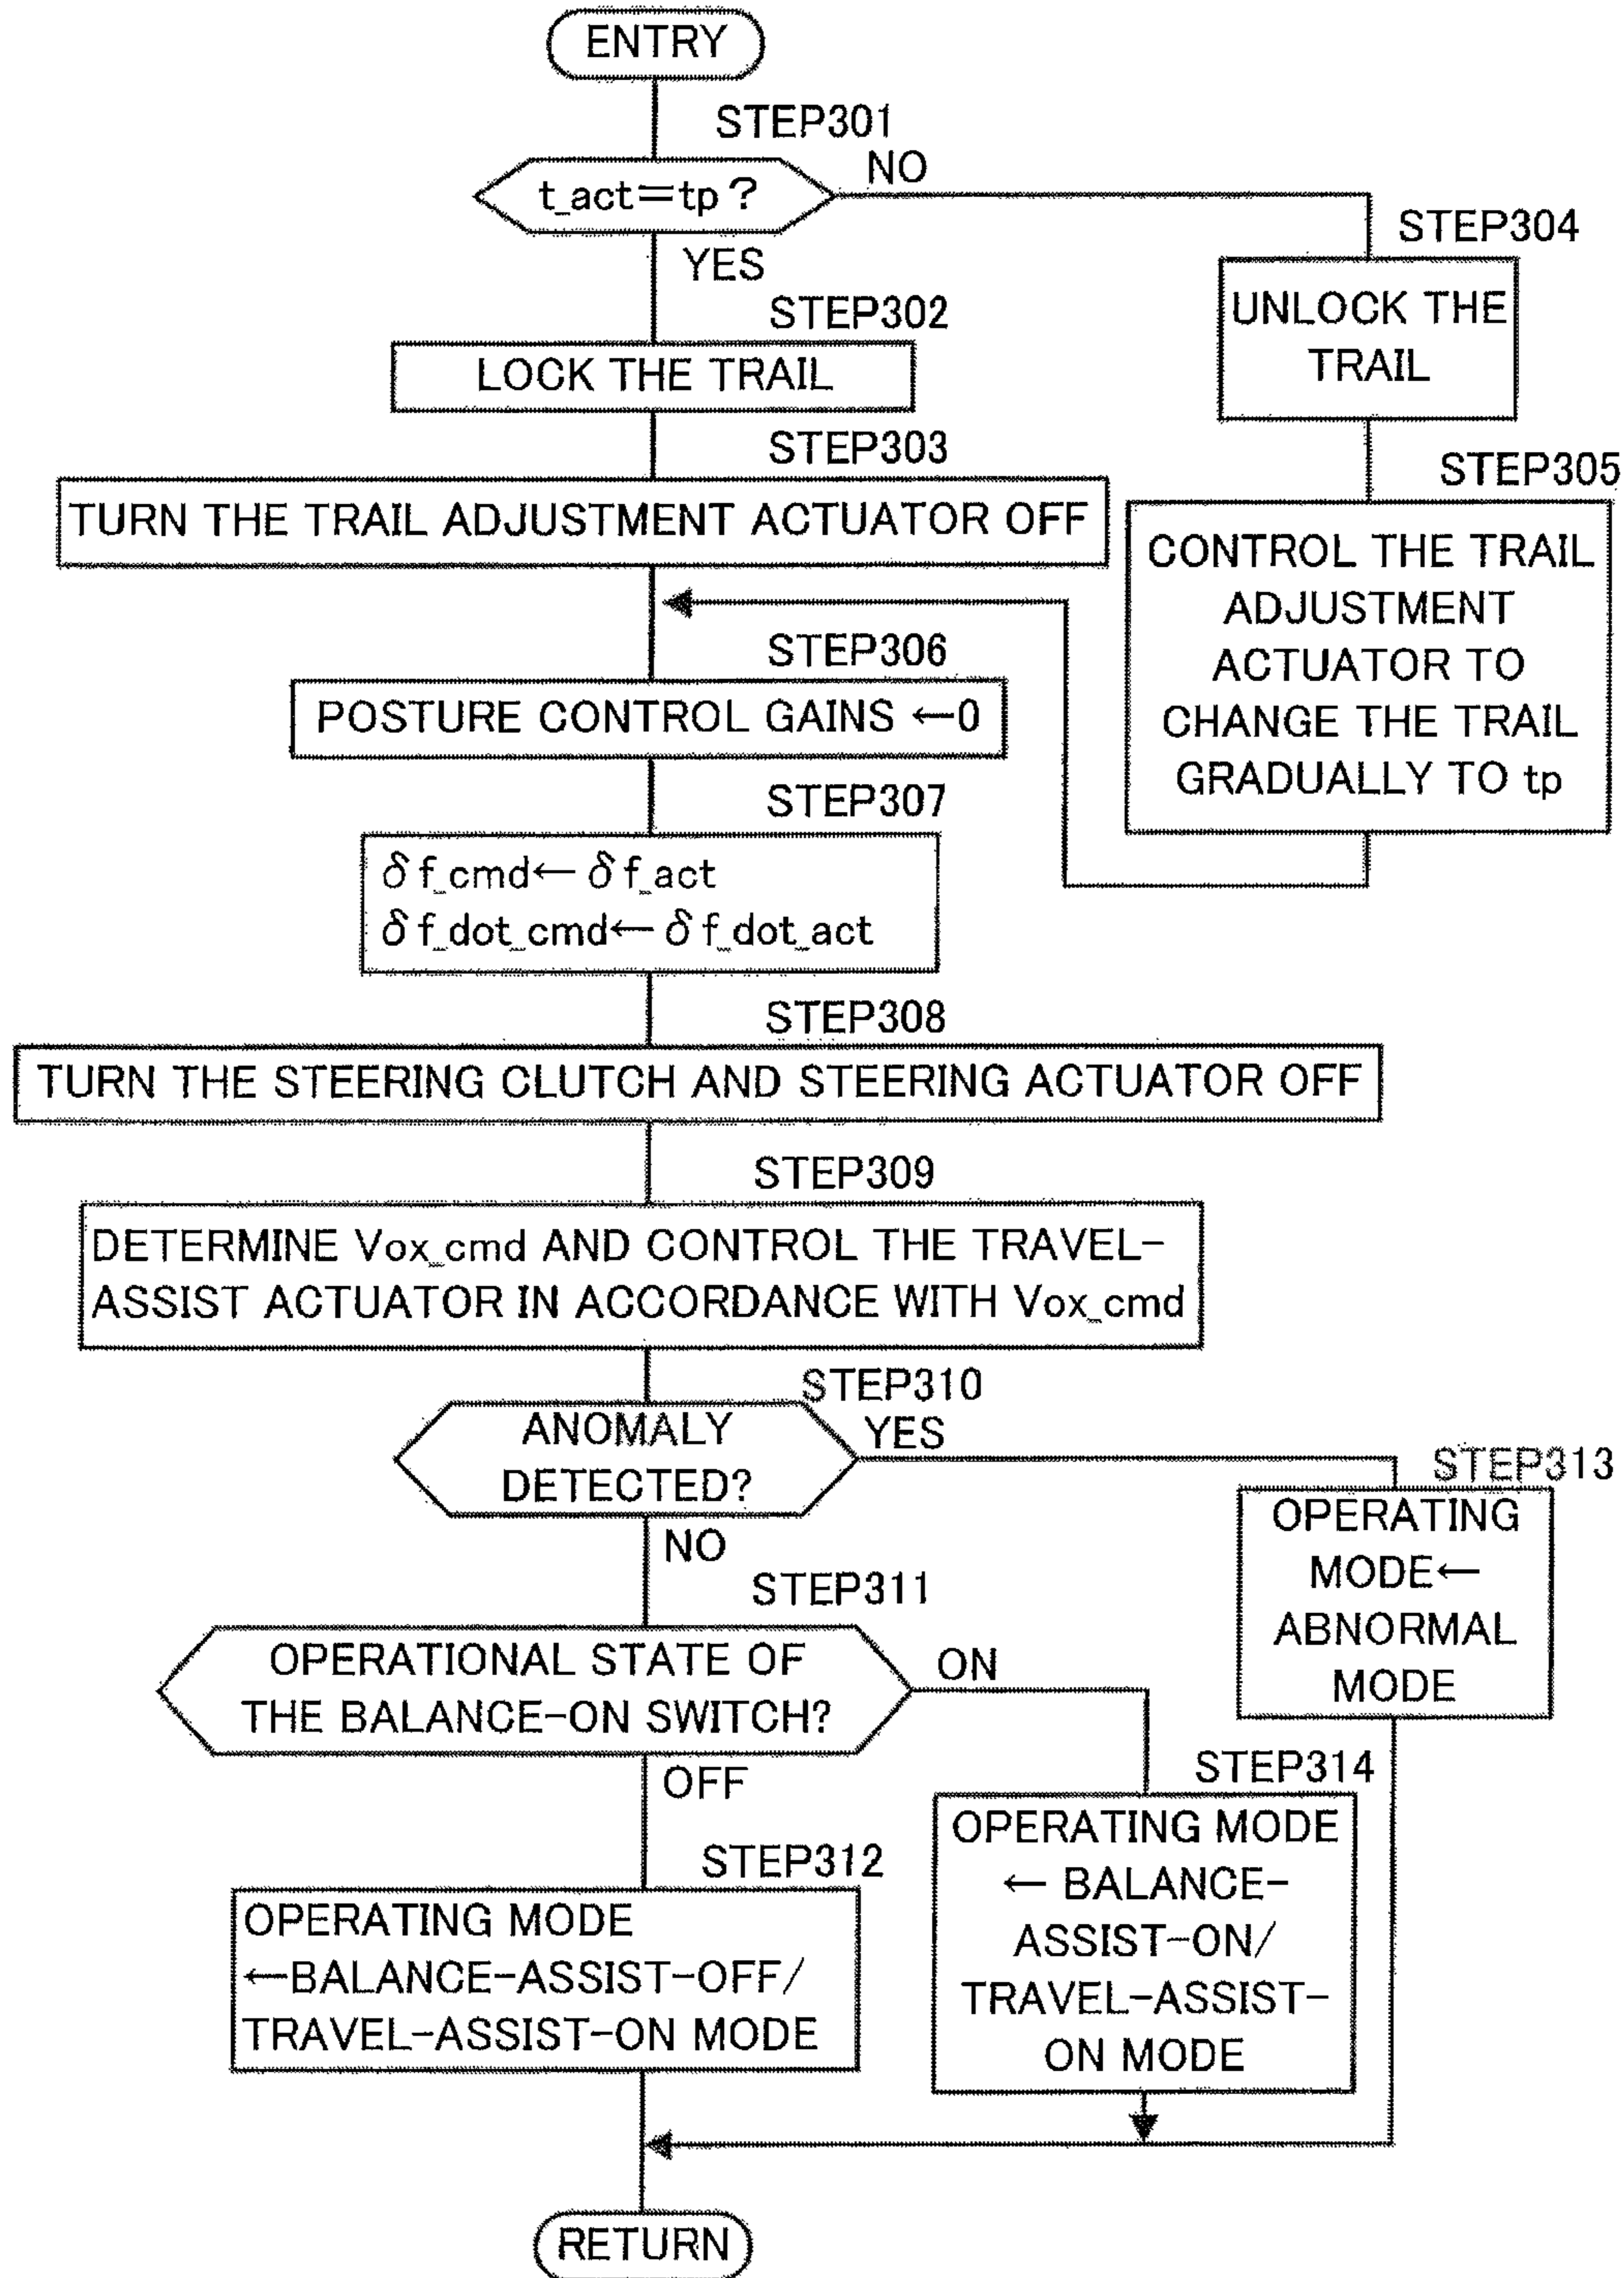 ENTRY
STEP301
t_act=tp?
NO
YES
STEP304
UNLOCK THE
TRAIL
STEP302
LOCK THE TRAIL
STEP303
TURN THE TRAIL ADJUSTMENT ACTUATOR OFF
STEP305
CONTROL THE TRAIL
ADJUSTMENT
ACTUATOR TO
CHANGE THE TRAIL
GRADUALLY TO tp
STEP306
POSTURE CONTROL GAINS ←0
STEP307
δf_cmd← δf_act
δf_dot_cmd← δf_dot_act
STEP308
TURN THE STEERING CLUTCH AND STEERING ACTUATOR OFF
STEP309
DETERMINE Vox_cmd AND CONTROL THE TRAVEL-
ASSIST ACTUATOR IN ACCORDANCE WITH Vox_cmd
STEP310
ANOMALY
DETECTED?
YES
NO
STEP313
OPERATING
MODE←
ABNORMAL
MODE
STEP311
OPERATIONAL STATE OF
THE BALANCE-ON SWITCH?
ON
OFF
STEP314
OPERATING MODE
← BALANCE-
ASSIST-ON/
TRAVEL-ASSIST-
ON MODE
STEP312
OPERATING MODE
←BALANCE-ASSIST-OFF/
TRAVEL-ASSIST-ON MODE
RETURN